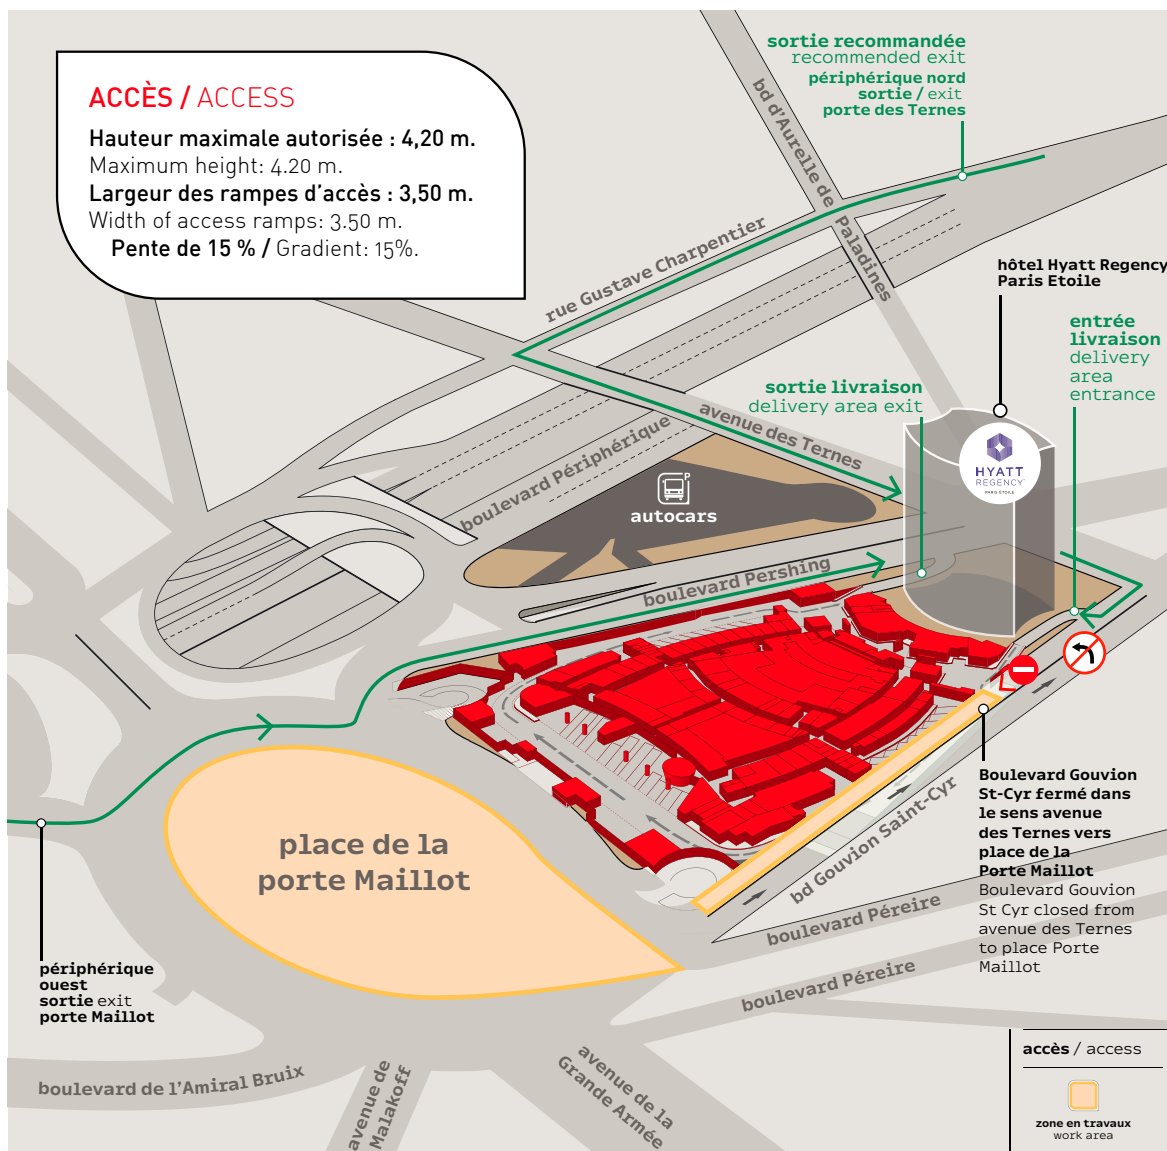 ACCÈS / ACCESS
Hauteur maximale autorisée : 4,20 m.
Maximum height: 4.20 m.
Largeur des rampes d'accès : 3,50 m.
Width of access ramps: 3.50 m.
Pente de 15 % / Gradient: 15%.
sortie recommandée
recommended exit
périphérique nord
sortie / exit
porte des Ternes
bd d'Aurelle de
Paladines
rue Gustave Charpentier
hôtel Hyatt Regency
Paris Etoile
entrée
livraison
delivery
area
entrance
sortie livraison
delivery area exit
avenue des Ternes
boulevard Périphérique
P
autocars
HYATT
REGENCY
PARIS ÉTOILE
boulevard Pershing
place de la
porte Maillot
bd Gouvion Saint-Cyr
Boulevard Gouvion
St-Cyr fermé dans
le sens avenue
des Ternes vers
place de la
Porte Maillot
Boulevard Gouvion
St Cyr closed from
avenue des Ternes
to place Porte
Maillot
boulevard Péreire
boulevard Péreire
périphérique
ouest
sortie exit
porte Maillot
boulevard de l'Amiral Bruix
avenue de
Malakoff
avenue de la
Grande Armée
accès / access
zone en travaux
work area